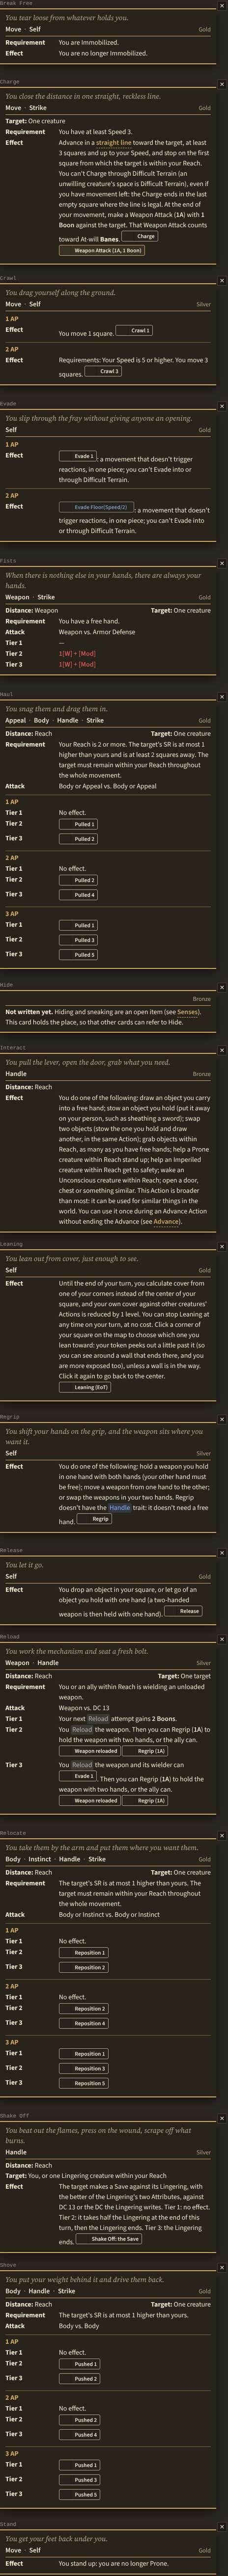 Break Free
You tear loose from whatever holds you.
Move · Self Gold
Requirement You are Immobilized.
Effect You are no longer Immobilized.
Charge
You close the distance in one straight, reckless line.
Move · Strike Gold
Target: One creature
Requirement You have at least Speed 3.
Effect Advance in a straight line toward the target, at least
3 squares and up to your Speed, and stop on the first
square from which the target is within your Reach.
You can't Charge through Difficult Terrain (an
unwilling creature's space is Difficult Terrain), even if
you have movement left: the Charge ends in the last
empty square before the line is legal. At the end of
your movement, make a Weapon Attack (1A) with 1
Boon against the target. That Weapon Attack counts
toward At-will Banes. Charge
Weapon Attack (1A, 1 Boon)
Crawl
You drag yourself along the ground.
Move · Self Silver
1 AP
Effect You move 1 square. Crawl 1
2 AP
Effect Requirements: Your Speed is 5 or higher. You move 3
squares. Crawl 3
Evade
You slip through the fray without giving anyone an opening.
Self Gold
1 AP
Effect Evade 1 : a movement that doesn't trigger
reactions, in one piece; you can't Evade into or
through Difficult Terrain.
2 AP
Effect Evade Floor(Speed/2) : a movement that doesn't
trigger reactions, in one piece; you can't Evade into
or through Difficult Terrain.
Fists
When there is nothing else in your hands, there are always your
hands.
Weapon · Strike Gold
Distance: Weapon Target: One creature
Requirement You have a free hand.
Attack Weapon vs. Armor Defense
Tier 1 —
Tier 2 1[W] + [Mod]
Tier 3 1[W] + [Mod]
Haul
You snag them and drag them in.
Appeal · Body · Handle · Strike Gold
Distance: Reach Target: One creature
Requirement Your Reach is 2 or more. The target's SR is at most 1
higher than yours and is at least 2 squares away. The
target must remain within your Reach throughout
the whole movement.
Attack Body or Appeal vs. Body or Appeal
1 AP
Tier 1 No effect.
Tier 2 Pulled 1
Tier 3 Pulled 2
2 AP
Tier 1 No effect.
Tier 2 Pulled 2
Tier 3 Pulled 4
3 AP
Tier 1 Pulled 1
Tier 2 Pulled 3
Tier 3 Pulled 5
Hide
Bronze
Not written yet. Hiding and sneaking are an open item (see Senses).
This card holds the place, so that other cards can refer to Hide.
Interact
You pull the lever, open the door, grab what you need.
Handle Bronze
Distance: Reach
Effect You do one of the following: draw an object you carry
into a free hand; stow an object you hold (put it away
on your person, such as sheathing a sword); swap
two objects (stow the one you hold and draw
another, in the same Action); grab objects within
Reach, as many as you have free hands; help a Prone
creature within Reach stand up; help an Imperiled
creature within Reach get to safety; wake an
Unconscious creature within Reach; open a door,
chest or something similar. This Action is broader
than most: it can be used for similar things in the
world. You can use it once during an Advance Action
without ending the Advance (see Advance).
Leaning
You lean out from cover, just enough to see.
Self Gold
Effect Until the end of your turn, you calculate cover from
one of your corners instead of the center of your
square, and your own cover against other creatures'
Actions is reduced by 1 level. You can stop Leaning at
any time on your turn, at no cost. Click a corner of
your square on the map to choose which one you
lean toward: your token peeks out a little past it (so
you can see around a wall that ends there, and you
are more exposed too), unless a wall is in the way.
Click it again to go back to the center.
Leaning (EoT)
Regrip
You shift your hands on the grip, and the weapon sits where you
want it.
Self Silver
Effect You do one of the following: hold a weapon you hold
in one hand with both hands (your other hand must
be free); move a weapon from one hand to the other;
or swap the weapons in your two hands. Regrip
doesn't have the Handle trait: it doesn't need a free
hand. Regrip
Release
You let it go.
Self Gold
Effect You drop an object in your square, or let go of an
object you hold with one hand (a two-handed
weapon is then held with one hand). Release
Reload
You work the mechanism and seat a fresh bolt.
Weapon · Handle Silver
Distance: Reach Target: One target
Requirement You or an ally within Reach is wielding an unloaded
weapon.
Attack Weapon vs. DC 13
Tier 1 Your next Reload attempt gains 2 Boons.
Tier 2 You Reload the weapon. Then you can Regrip (1A) to
hold the weapon with two hands, or the ally can.
Weapon reloaded Regrip (1A)
Tier 3 You Reload the weapon and its wielder can
Evade 1 . Then you can Regrip (1A) to hold the
weapon with two hands, or the ally can.
Weapon reloaded Regrip (1A)
Relocate
You take them by the arm and put them where you want them.
Body · Instinct · Handle · Strike Gold
Distance: Reach Target: One creature
Requirement The target's SR is at most 1 higher than yours. The
target must remain within your Reach throughout
the whole movement.
Attack Body or Instinct vs. Body or Instinct
1 AP
Tier 1 No effect.
Tier 2 Reposition 1
Tier 3 Reposition 2
2 AP
Tier 1 No effect.
Tier 2 Reposition 2
Tier 3 Reposition 4
3 AP
Tier 1 Reposition 1
Tier 2 Reposition 3
Tier 3 Reposition 5
Shake Off
You beat out the flames, press on the wound, scrape off what
burns.
Handle Silver
Distance: Reach
Target: You, or one Lingering creature within your Reach
Effect The target makes a Save against its Lingering, with
the better of the Lingering's two Attributes, against
DC 13 or the DC the Lingering writes. Tier 1: no effect.
Tier 2: it takes half the Lingering at the end of this
turn, then the Lingering ends. Tier 3: the Lingering
ends. Shake Off: the Save
Shove
You put your weight behind it and drive them back.
Body · Handle · Strike Gold
Distance: Reach Target: One creature
Requirement The target's SR is at most 1 higher than yours.
Attack Body vs. Body
1 AP
Tier 1 No effect.
Tier 2 Pushed 1
Tier 3 Pushed 2
2 AP
Tier 1 No effect.
Tier 2 Pushed 2
Tier 3 Pushed 4
3 AP
Tier 1 Pushed 1
Tier 2 Pushed 3
Tier 3 Pushed 5
Stand
You get your feet back under you.
Move · Self Gold
Effect You stand up: you are no longer Prone.